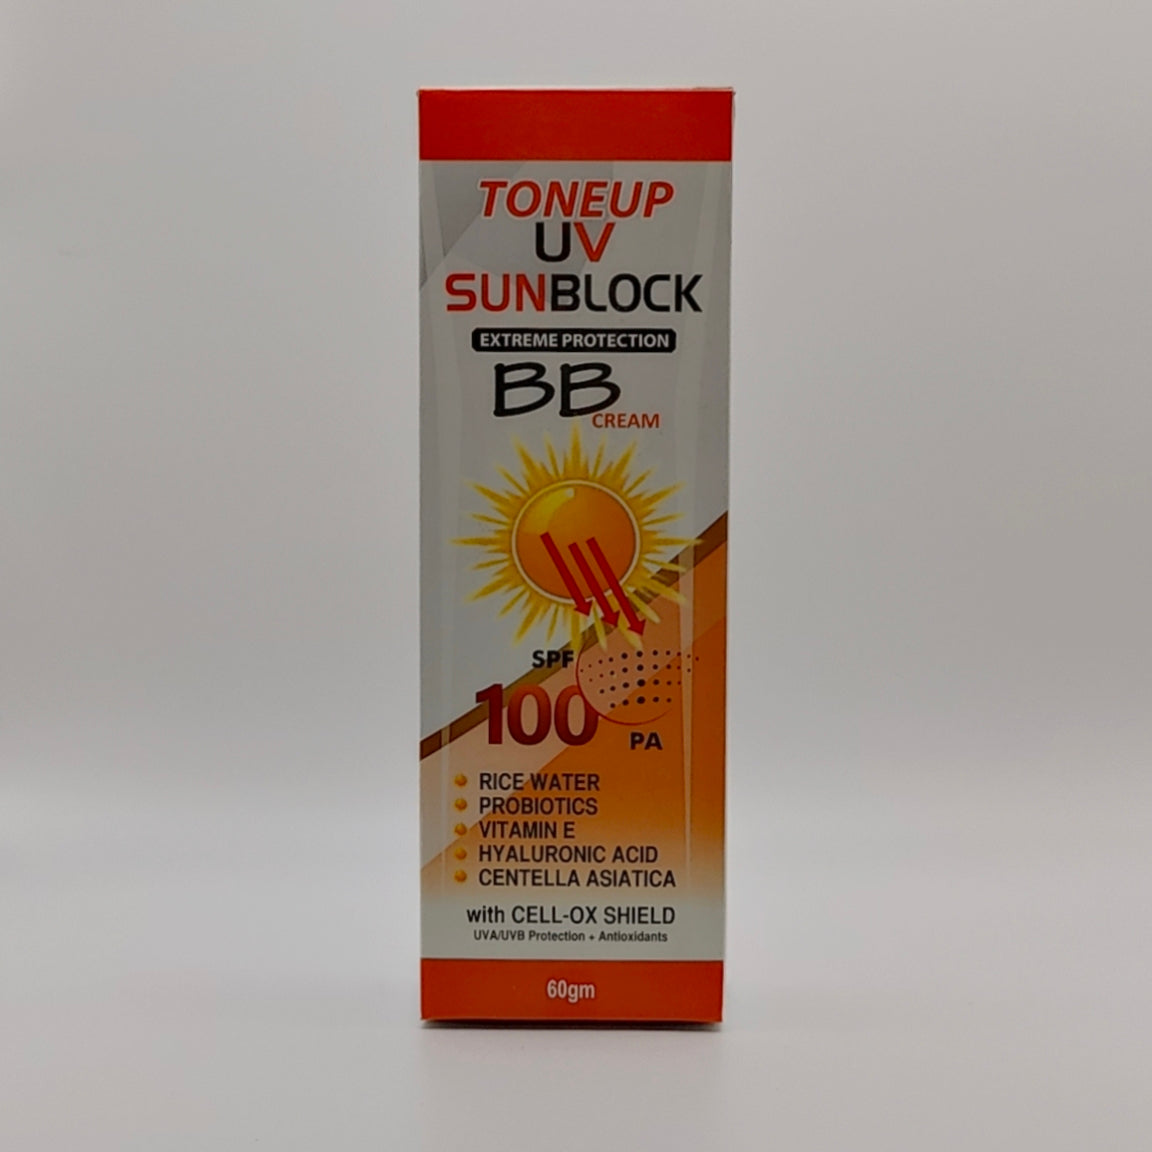 TONEUP
UV
SUNBLOCK
EXTREME PROTECTION
BB
CREAM
SPF
100
PA
RICE WATER
PROBIOTICS
VITAMIN E
HYALURONIC ACID
CENTELLA ASIATICA
with CELL-OX SHIELD
UVA/UVB Protection + Antioxidants
60gm